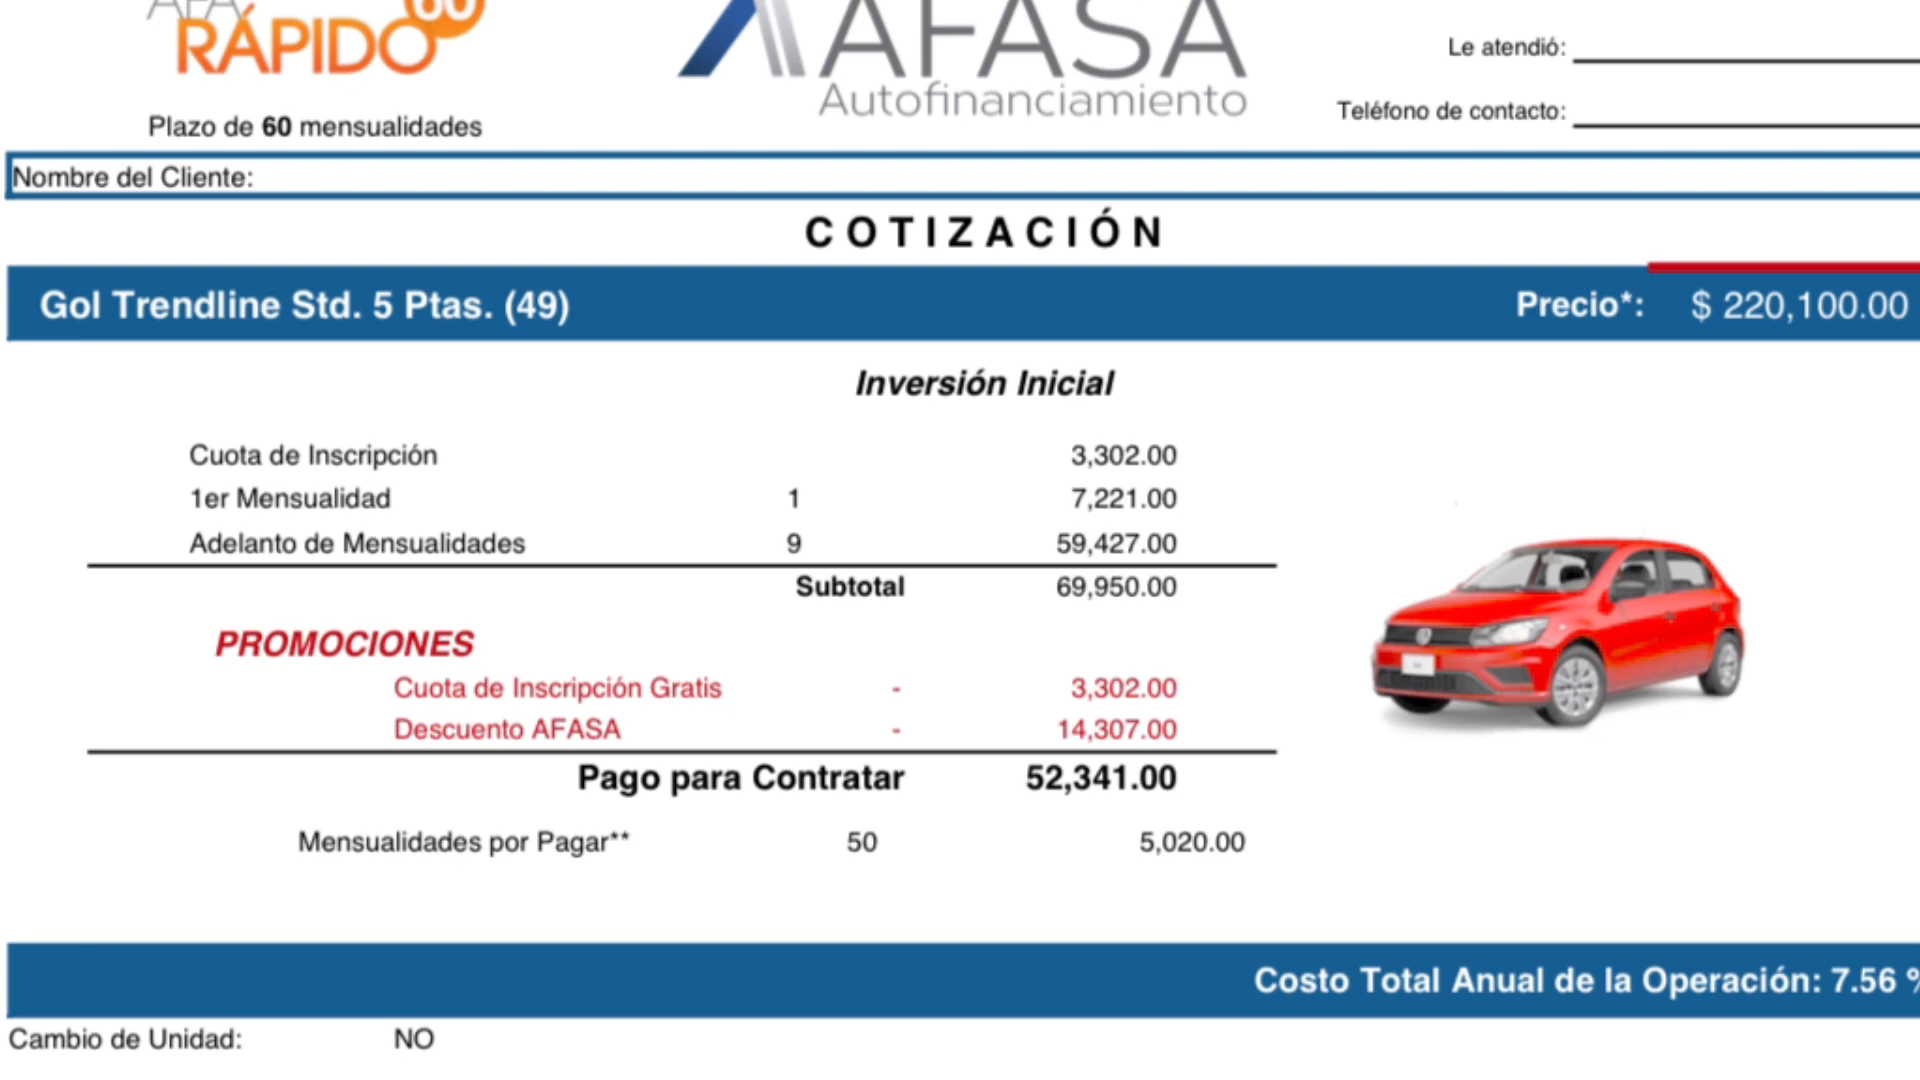 AFA
RÁPIDO 60
AFASA
Autofinanciamiento
Le atendió:
Teléfono de contacto:
Plazo de 60 mensualidades
Nombre del Cliente:
COTIZACIÓN
Gol Trendline Std. 5 Ptas. (49) Precio*: $ 220,100.00
Inversión Inicial
Cuota de Inscripción 3,302.00
1er Mensualidad 1 7,221.00
Adelanto de Mensualidades 9 59,427.00
Subtotal 69,950.00
PROMOCIONES
Cuota de Inscripción Gratis - 3,302.00
Descuento AFASA - 14,307.00
Pago para Contratar 52,341.00
Mensualidades por Pagar** 50 5,020.00
Costo Total Anual de la Operación: 7.56 %
Cambio de Unidad: NO